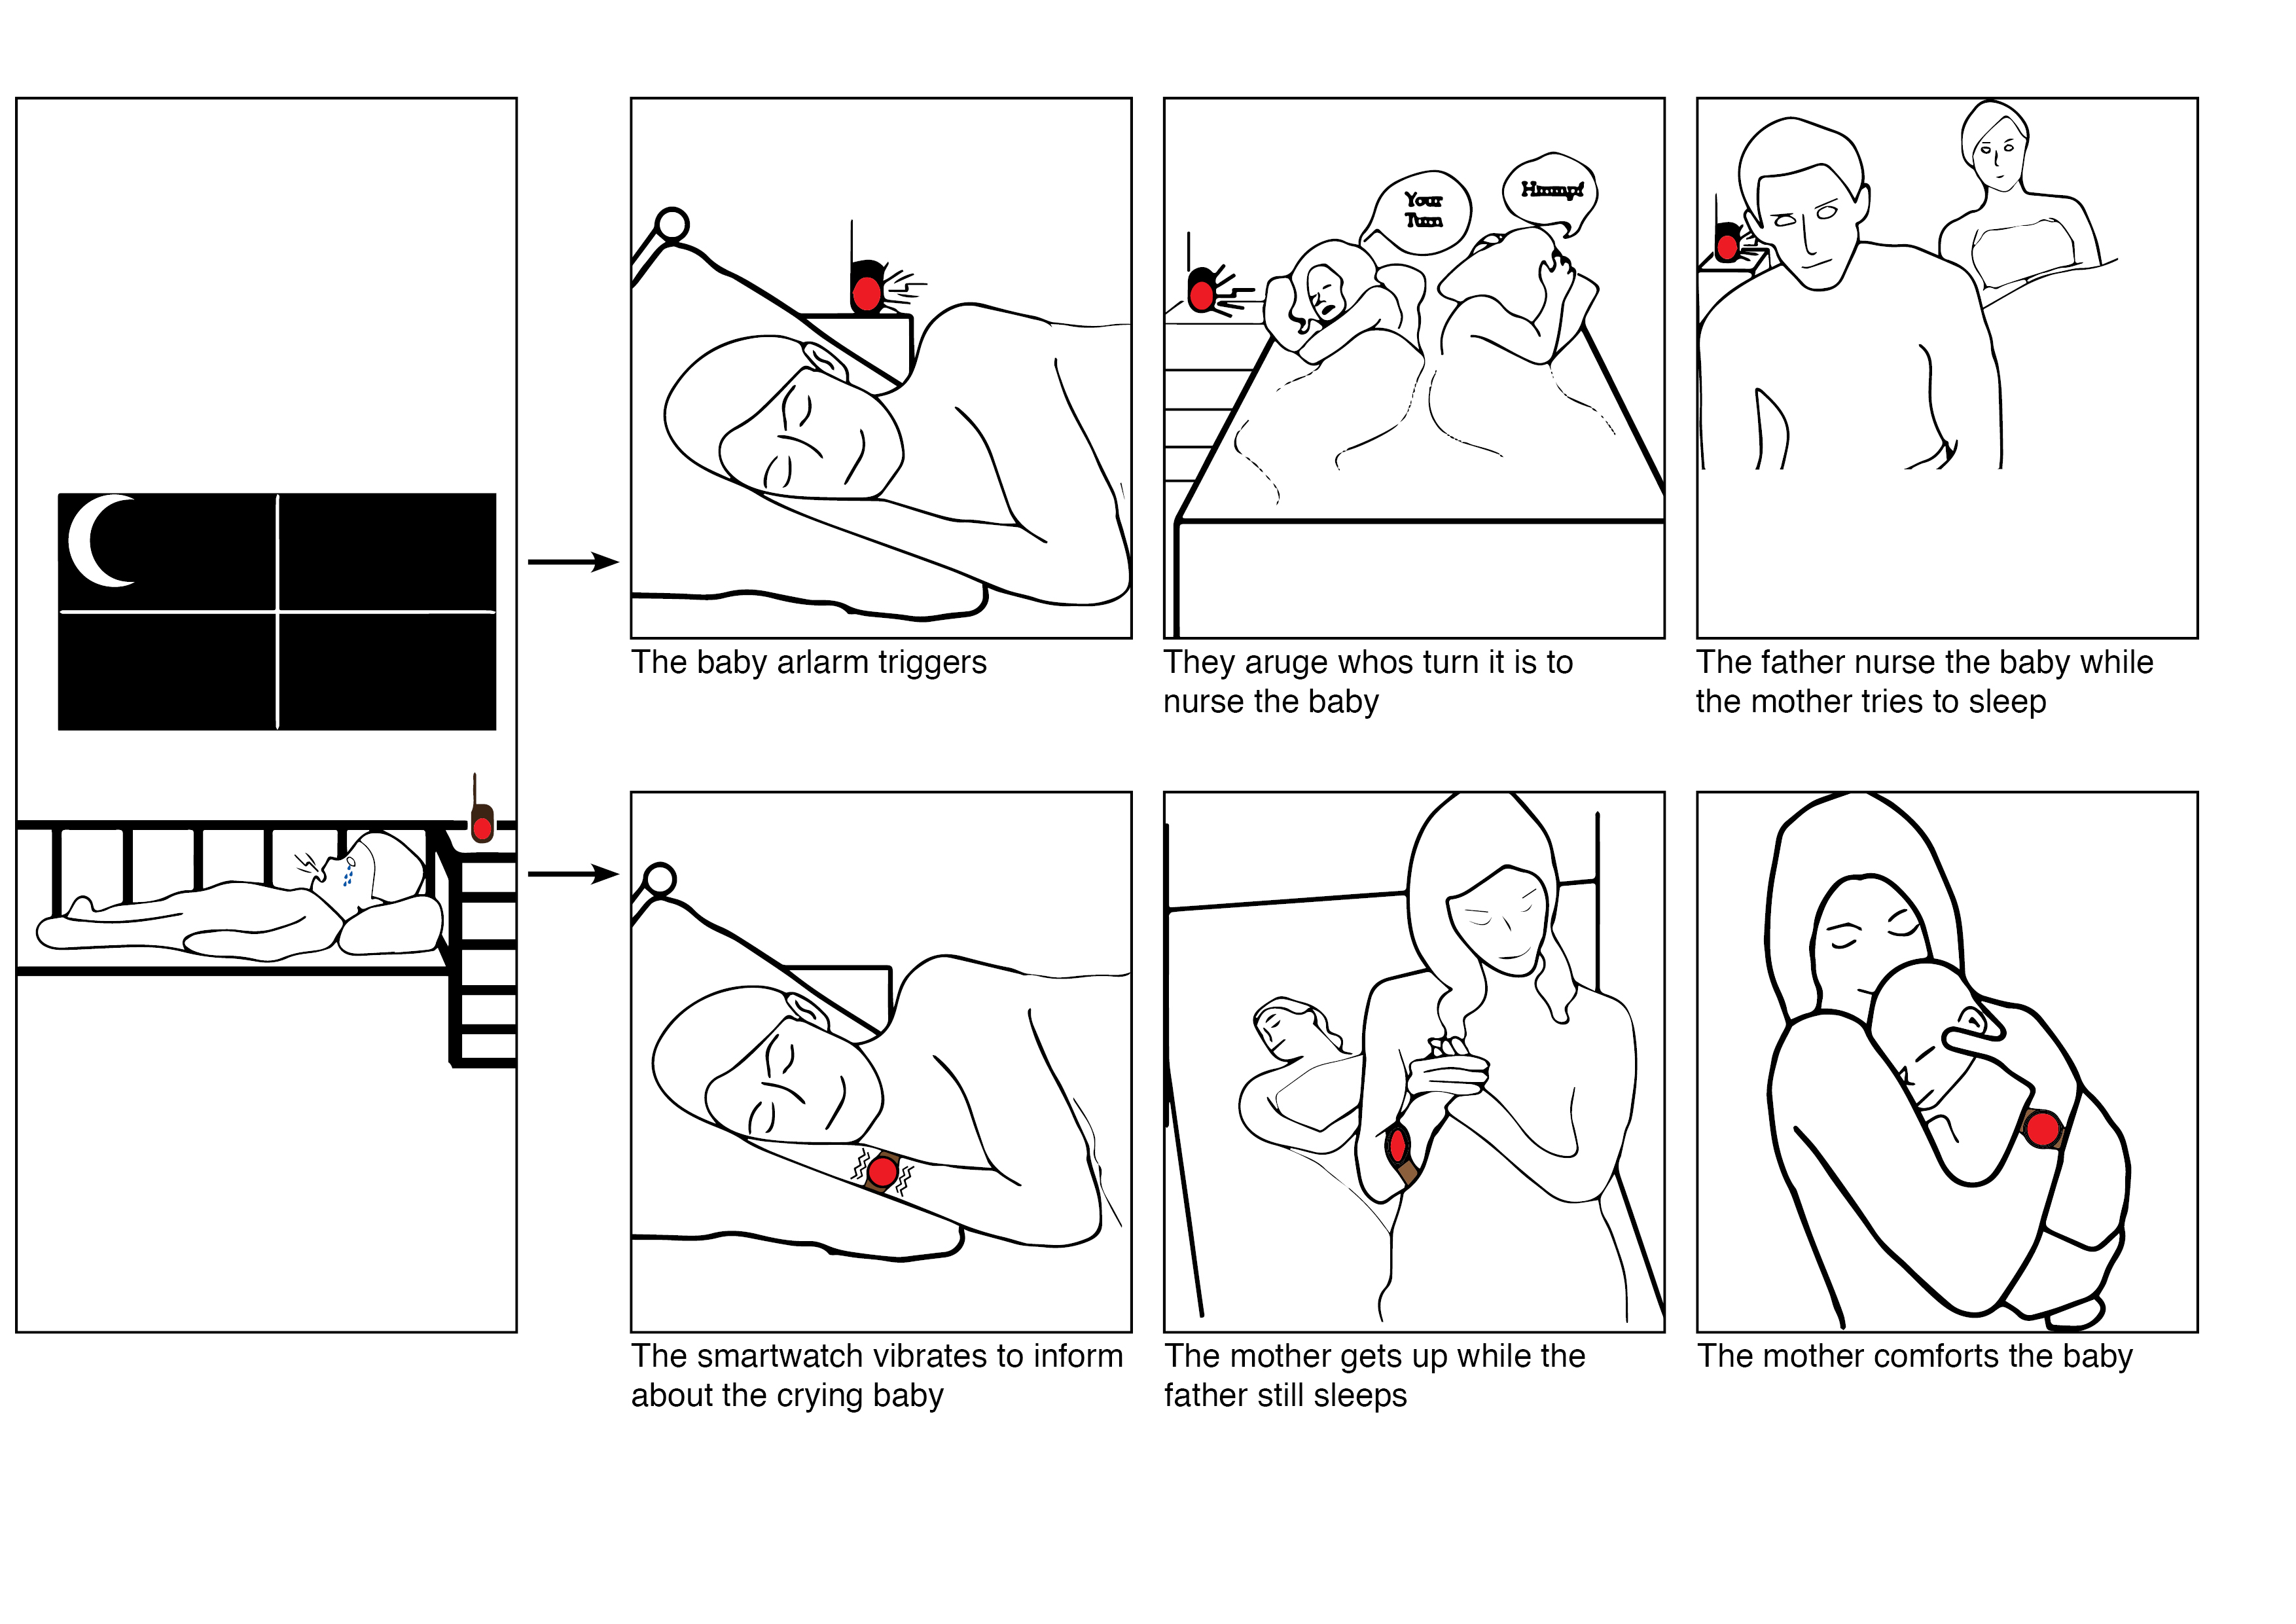 Your
Turn
Hmmpf
The baby arlarm triggers
They aruge whos turn it is to
nurse the baby
The father nurse the baby while
the mother tries to sleep
The smartwatch vibrates to inform
about the crying baby
The mother gets up while the
father still sleeps
The mother comforts the baby